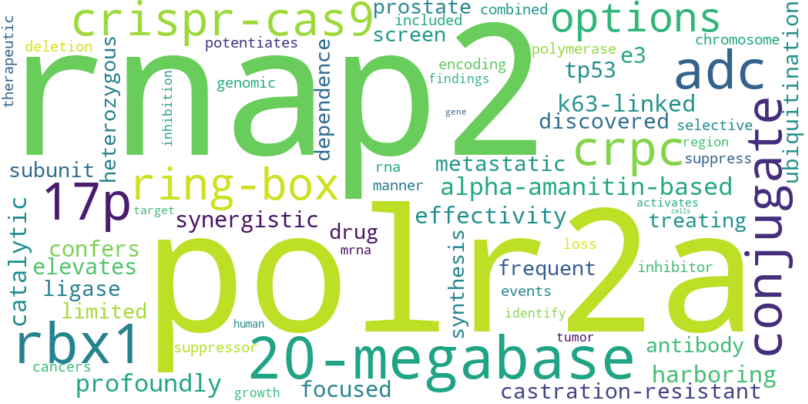 crispr-cas9
prostate
combined
included
screen
options
ubiquitination
therapeutic
deletion
potentiates
heterozygous
inhibition
genomic
rnap2
dependence
encoding
findings
gene
polymerase
e3
tp53
chromosome
adc
k63-linked
discovered
selective
region
suppress
crpc
metastatic
rna
manner
subunit
ring-box
alpha-amanitin-based
conjugate
17p
target
synergistic
drug
mrna
effectivity
activates
cells
treating
catalytic
confers
elevates
ligase
limited
polr2a
synthesis
frequent
loss
inhibitor
events
identify
rbx1
human
suppressor
cancers
20-megabase
tumor
antibody
harboring
profoundly
growth
focused
castration-resistant